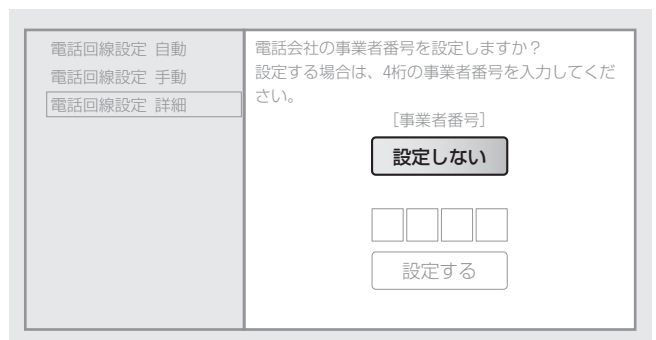 電話回線設定 自動
電話回線設定 手動
電話回線設定 詳細
電話会社の事業者番号を設定しますか？
設定する場合は、4桁の事業者番号を入力してくだ
さい。
［事業者番号］
設定しない
設定する